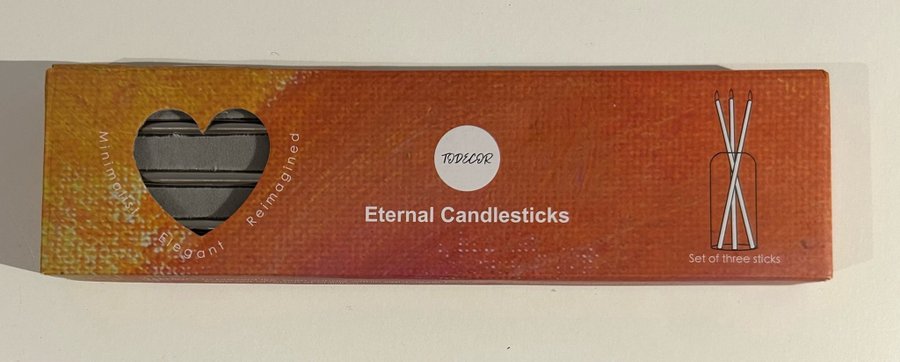 Minimalist Elegant Reimagined
TODECOR
Eternal Candlesticks
Set of three sticks